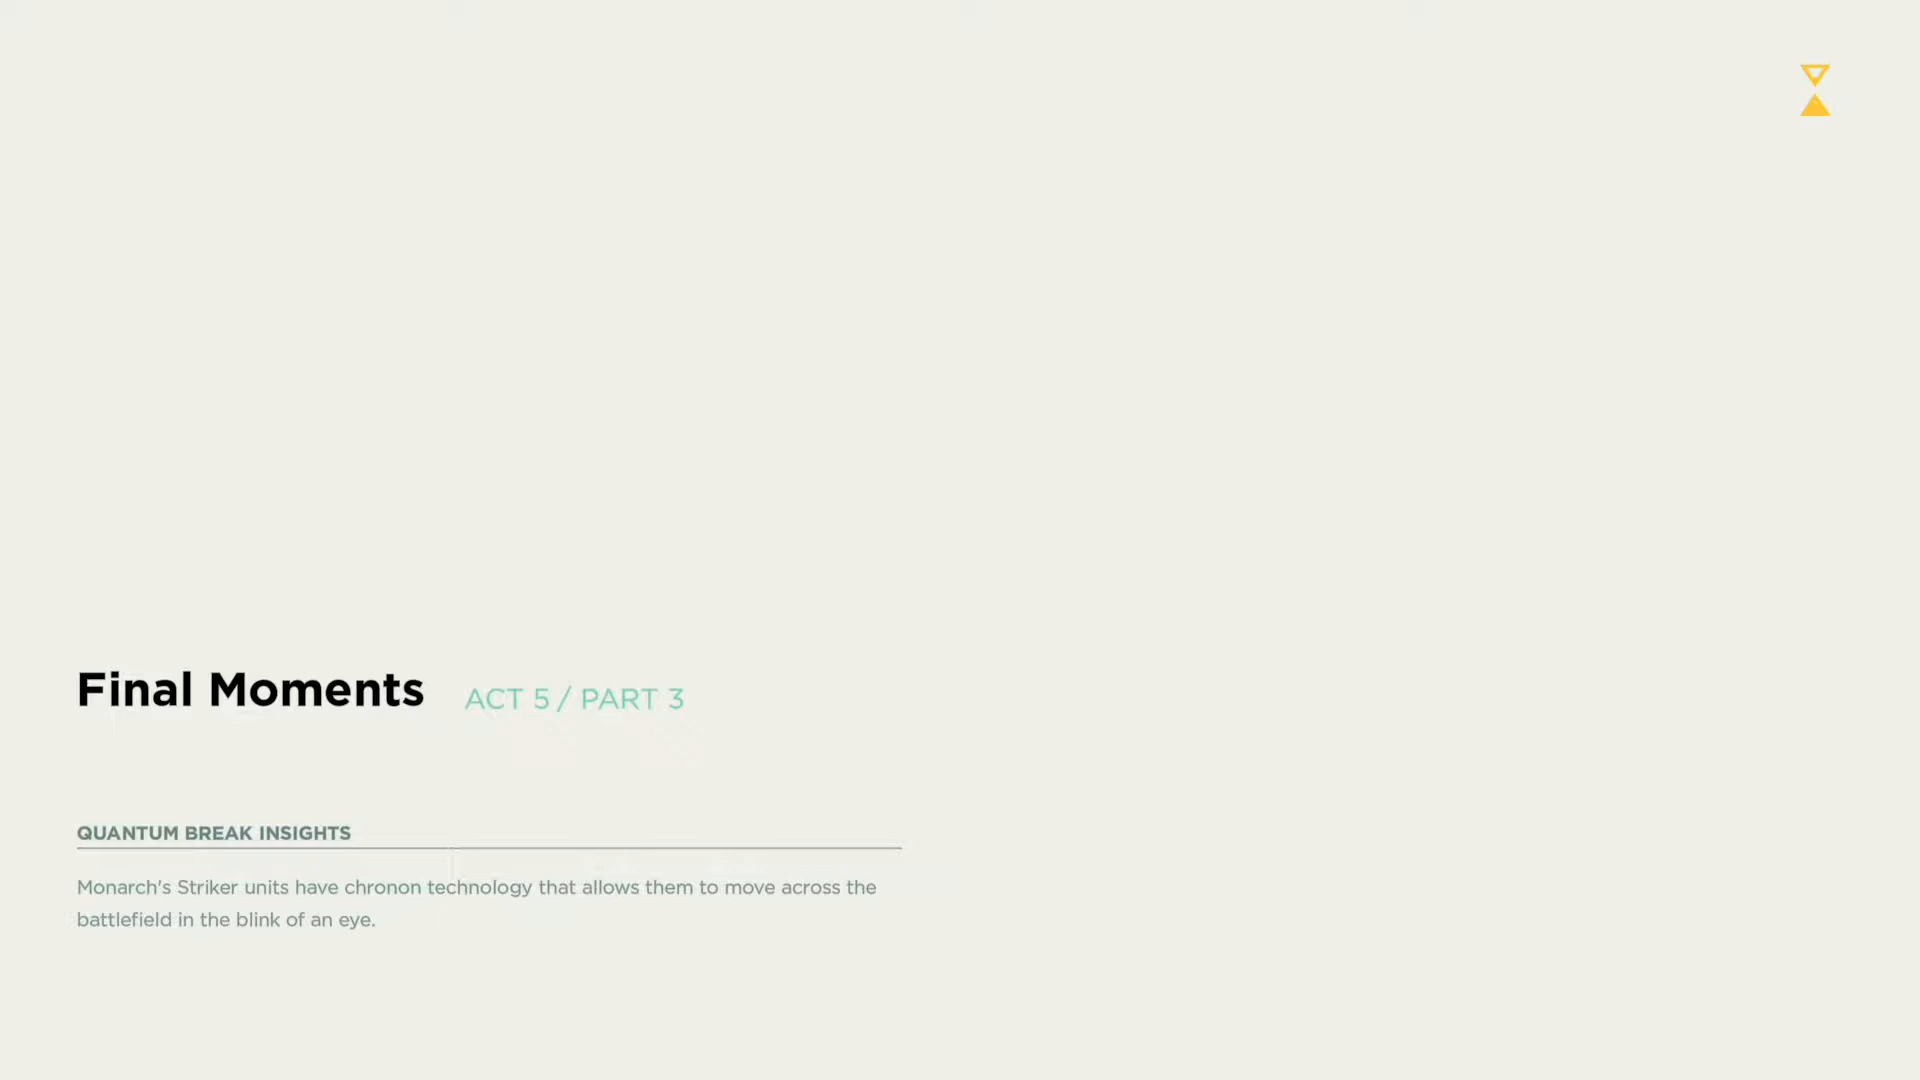 Final Moments ACT 5 / PART 3
QUANTUM BREAK INSIGHTS
Monarch's Striker units have chronon technology that allows them to move across the
battlefield in the blink of an eye.